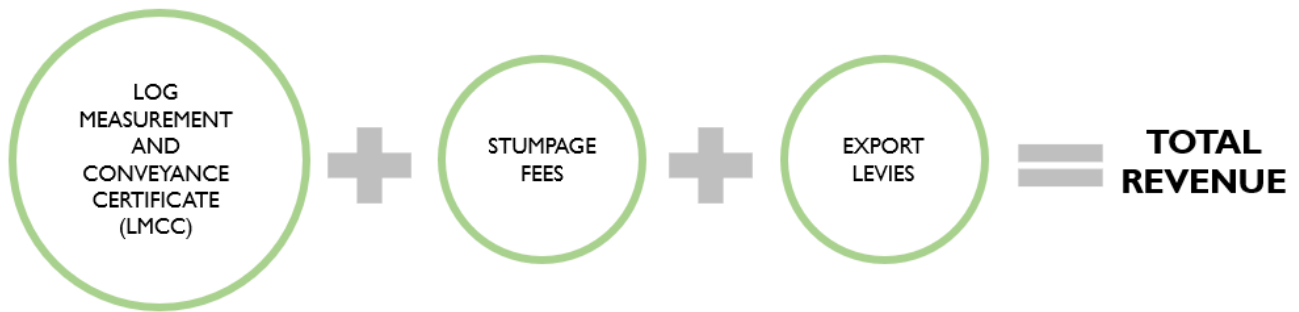 LOG
MEASUREMENT
AND
CONVEYANCE
CERTIFICATE
(LMCC)
STUMPAGE
FEES
EXPORT
LEVIES
TOTAL
REVENUE